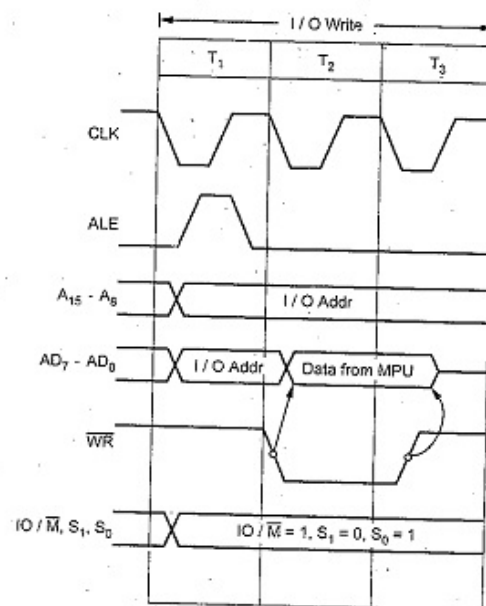 I / O Write
T1 T2 T3
CLK
ALE
A15 - A8
I / O Addr
AD7 - AD0
I / O Addr
Data from MPU
W̅R̅
IO / M̅, S1, S0
IO / M̅ = 1, S1 = 0, S0 = 1